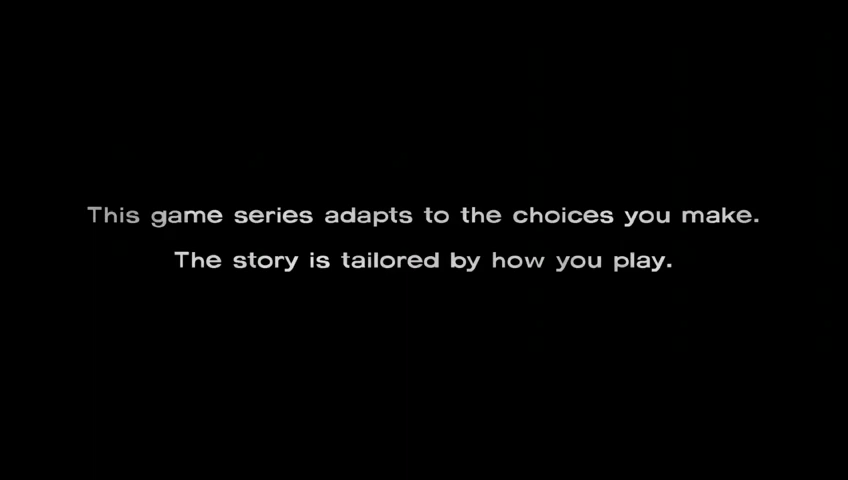 This game series adapts to the choices you make.
The story is tailored by how you play.